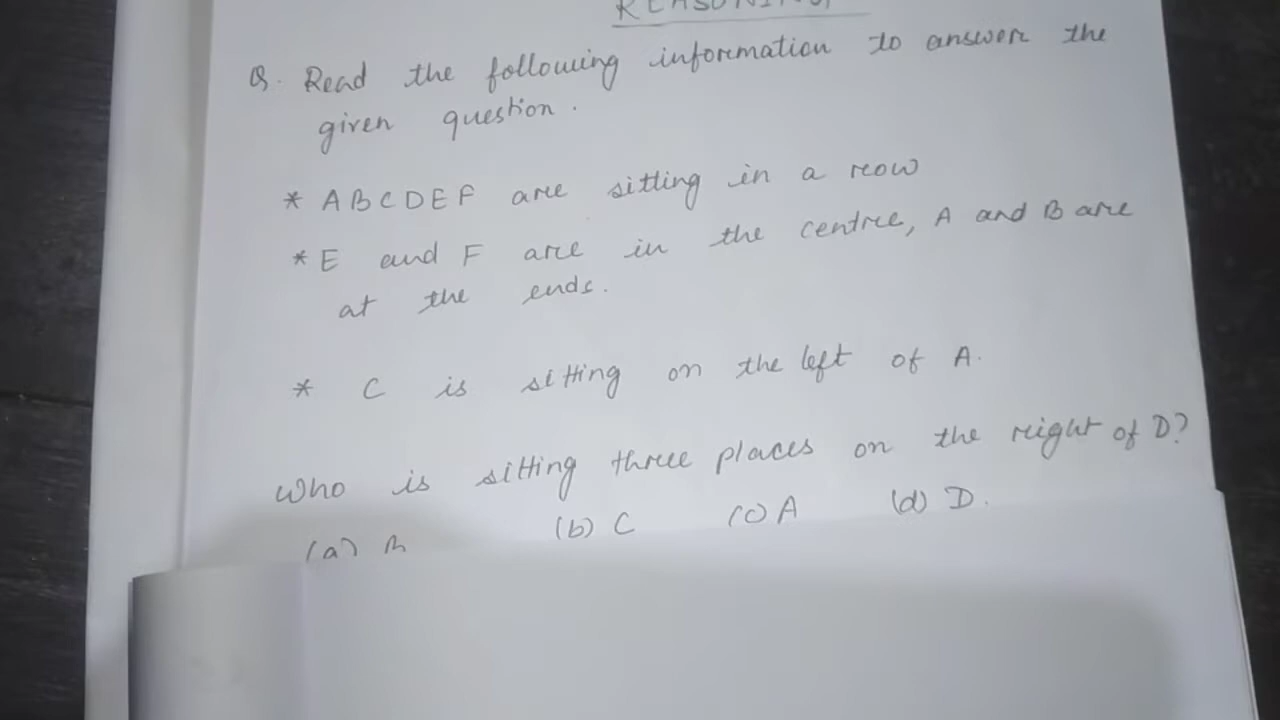 REASONING
Q. Read the following information to answer the
given question.
* ABCDEF are sitting in a row
* E and F are in the centre, A and B are
at the ends.
* C is sitting on the left of A.
Who is sitting three places on the right of D?
(a) B (b) C (c) A (d) D.